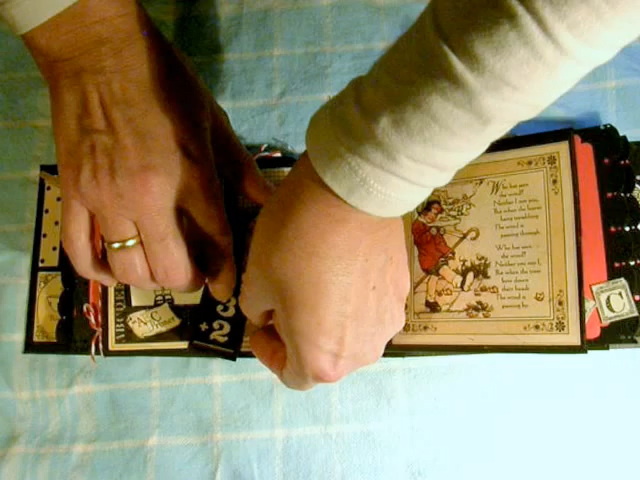 ABC
+ 2 3
Who has seen
the wind?
Neither I nor you,
But when the leaves
hang trembling
The wind is
passing through.
Who has seen
the wind?
Neither you nor I,
But when the trees
bow down
their heads
The wind is
passing by.
C